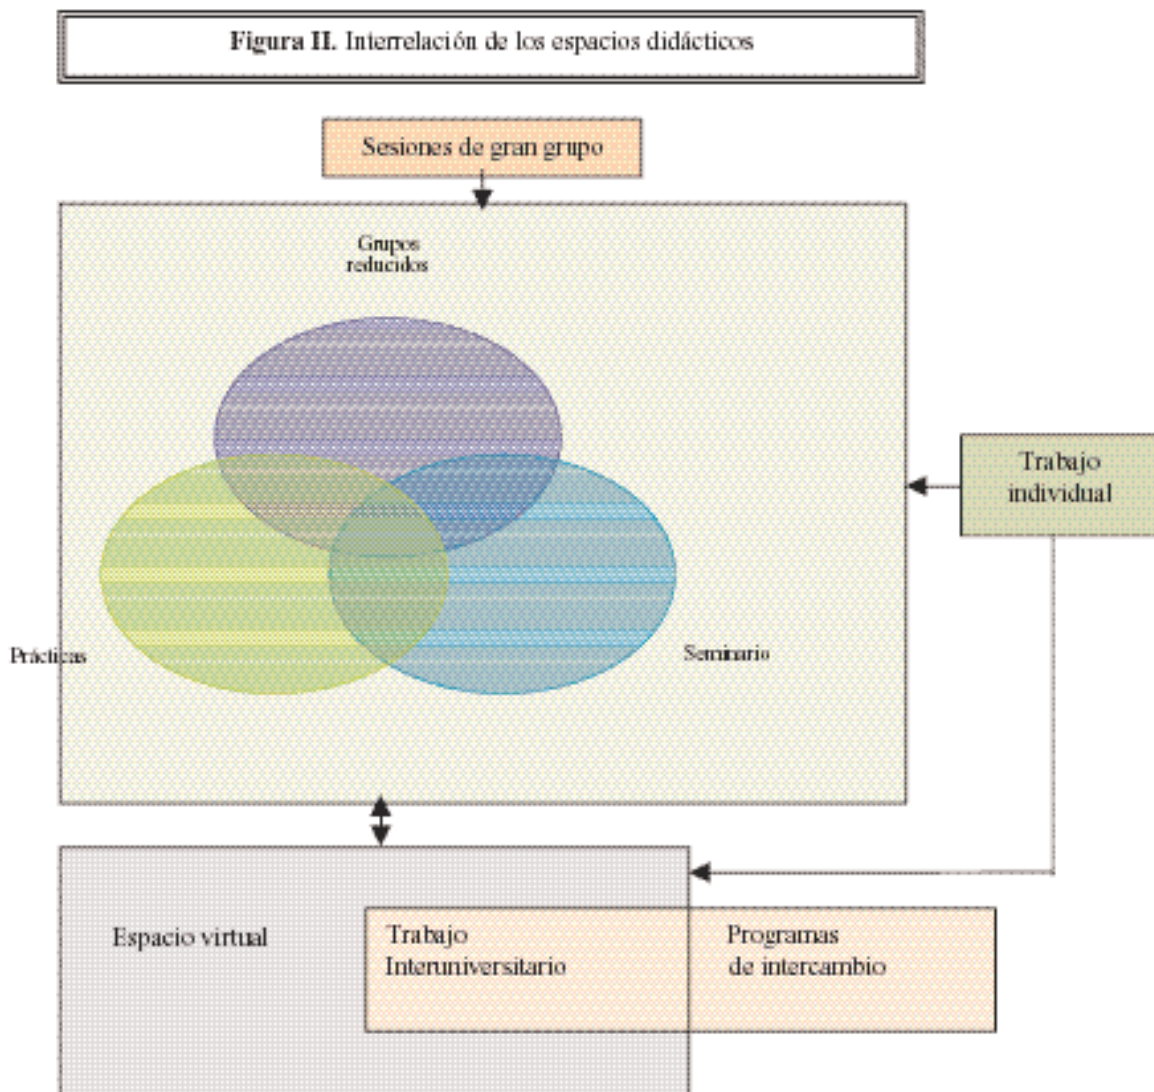 Figura II. Interrelación de los espacios didácticos
Sesiones de gran grupo
Grupos
reducidos
Trabajo
individual
Prácticas
Seminario
Espacio virtual
Trabajo
Interuniversitario
Programas
de intercambio